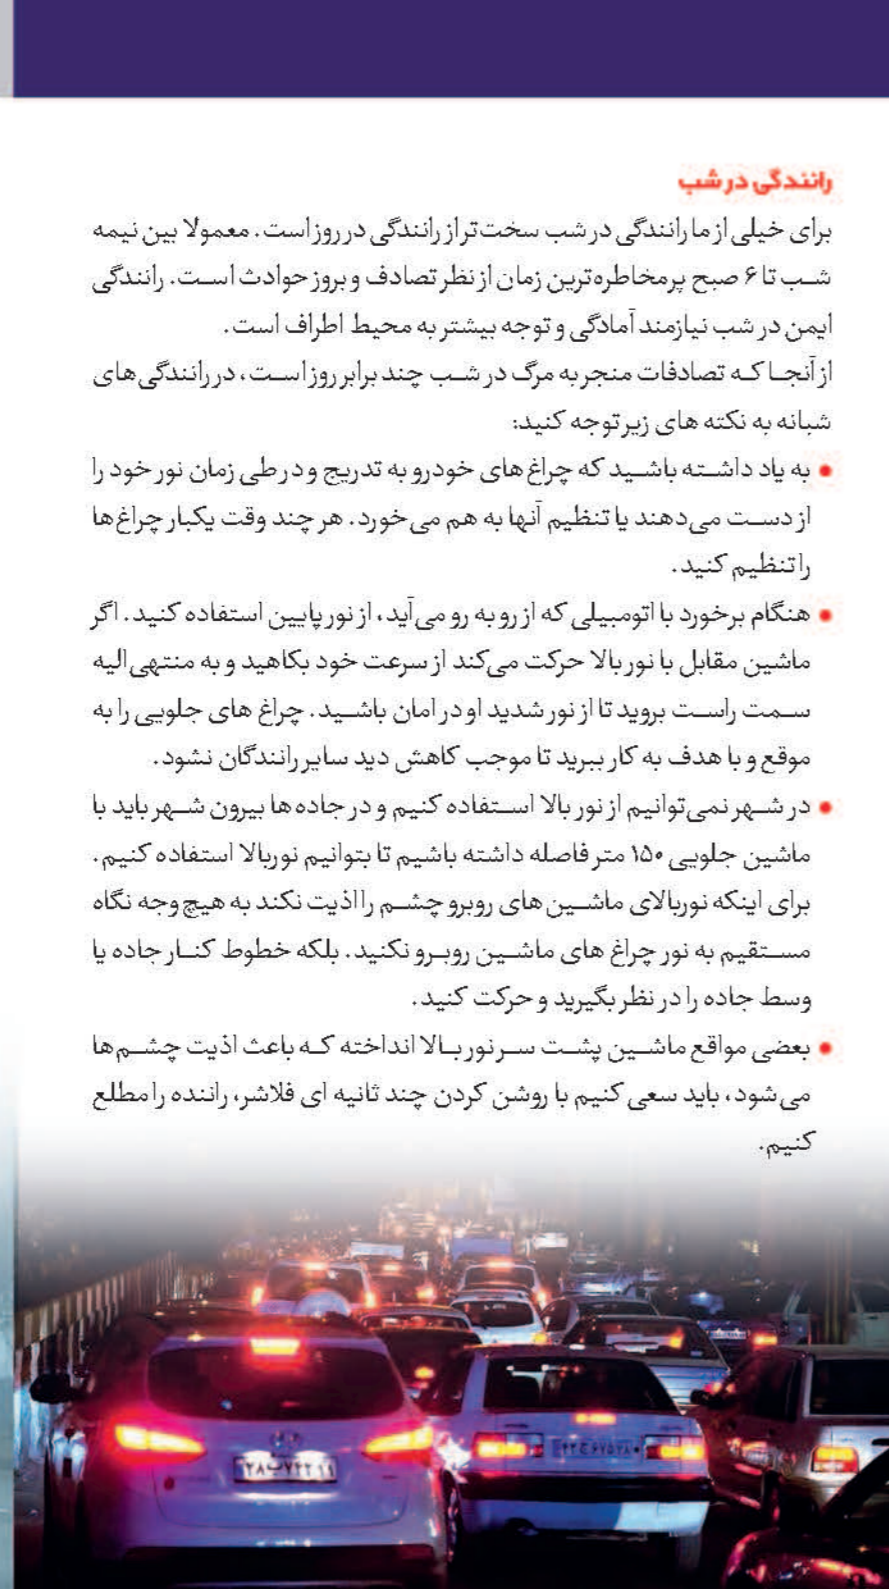 رانندگی در شب
برای خیلی از ما رانندگی در شب سخت‌تر از رانندگی در روز است. معمولا بین نیمه
شب تا ۶ صبح پرمخاطره‌ترین زمان از نظر تصادف و بروز حوادث است. رانندگی
ایمن در شب نیازمند آمادگی و توجه بیشتر به محیط اطراف است.
از آنجا که تصادفات منجر به مرگ در شب چند برابر روز است، در رانندگی های
شبانه به نکته های زیر توجه کنید:
• به یاد داشته باشید که چراغ های خودرو به تدریج و در طی زمان نور خود را
از دست می‌دهند یا تنظیم آنها به هم می‌خورد. هر چند وقت یکبار چراغ‌ها
را تنظیم کنید.
• هنگام برخورد با اتومبیلی که از رو به رو می‌آید، از نور پایین استفاده کنید. اگر
ماشین مقابل با نور بالا حرکت می‌کند از سرعت خود بکاهید و به منتهی الیه
سمت راست بروید تا از نور شدید او در امان باشید. چراغ های جلویی را به
موقع و با هدف به کار ببرید تا موجب کاهش دید سایر رانندگان نشود.
• در شهر نمی‌توانیم از نور بالا استفاده کنیم و در جاده‌ها بیرون شهر باید با
ماشین جلویی ۱۵۰ متر فاصله داشته باشیم تا بتوانیم نوربالا استفاده کنیم.
برای اینکه نوربالای ماشین های روبرو چشم را اذیت نکند به هیچ وجه نگاه
مستقیم به نور چراغ های ماشین روبرو نکنید. بلکه خطوط کنار جاده یا
وسط جاده را در نظر بگیرید و حرکت کنید.
• بعضی مواقع ماشین پشت سر نور بالا انداخته که باعث اذیت چشم‌ها
می‌شود، باید سعی کنیم با روشن کردن چند ثانیه ای فلاشر، راننده را مطلع
کنیم.